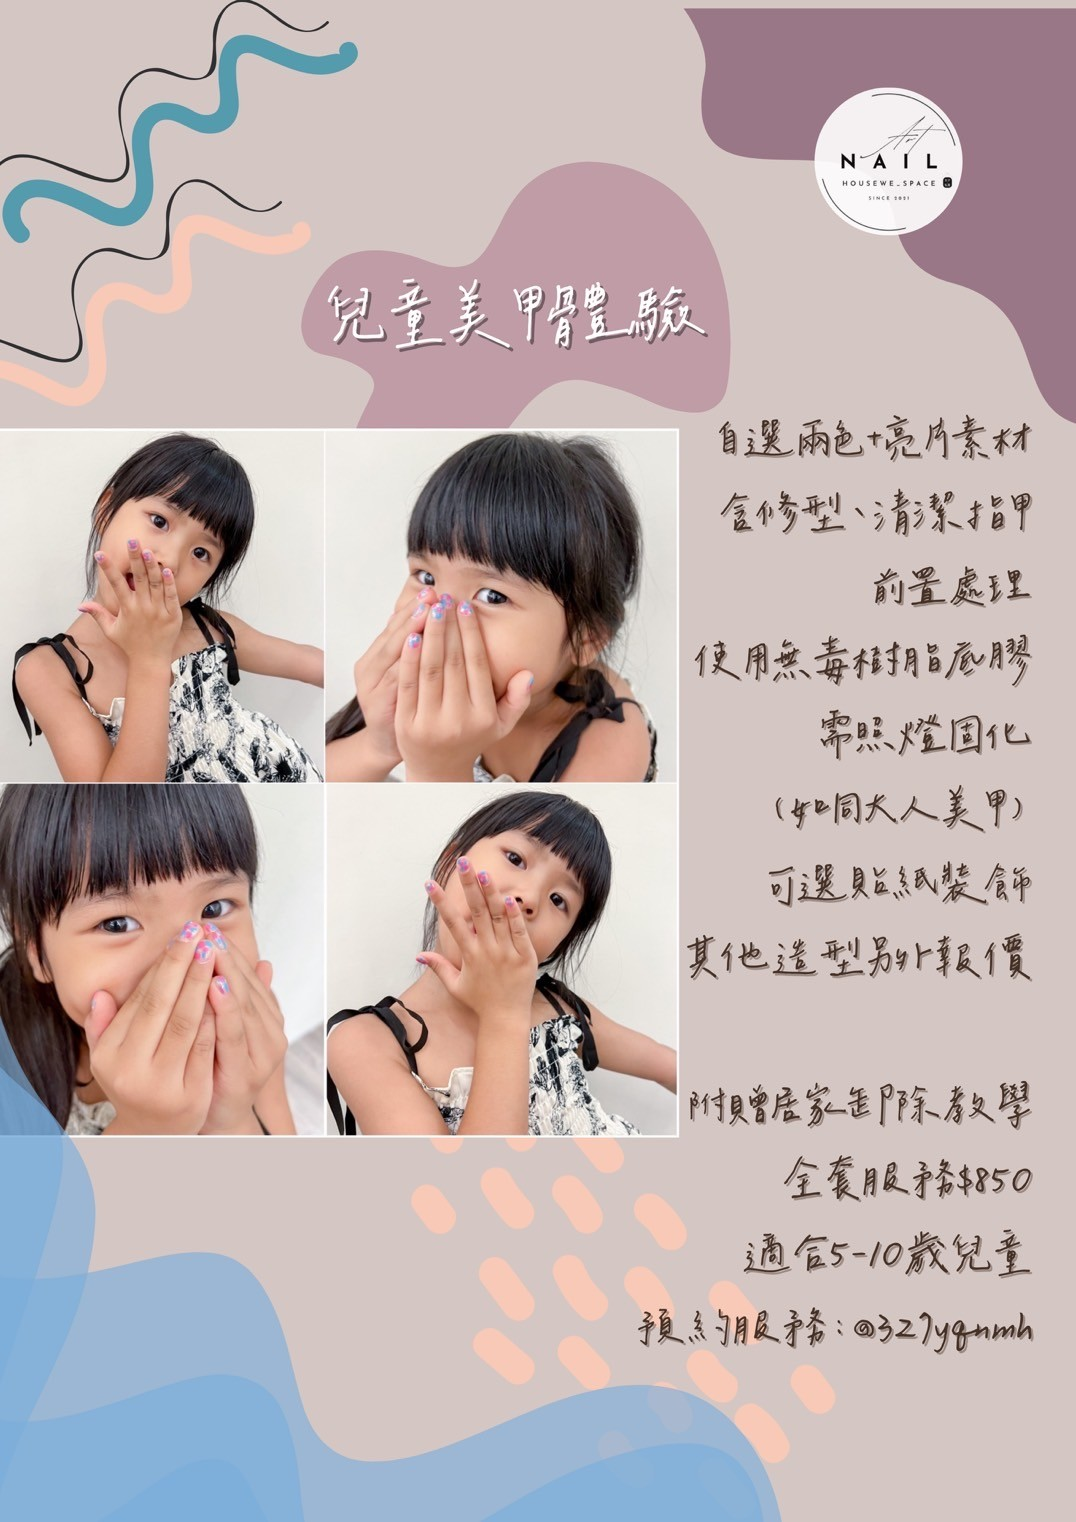 Art
NAIL
HOUSEWE_SPACE
SINCE 2021
兒童美甲體驗
自選兩色+亮片素材
含修型、清潔指甲
前置處理
使用無毒樹脂底膠
需照燈固化
(如同大人美甲)
可選貼紙裝飾
其他造型另外報價
附贈居家卸除教學
全套服務$850
適合5-10歲兒童
預約服務:@329yqnmh